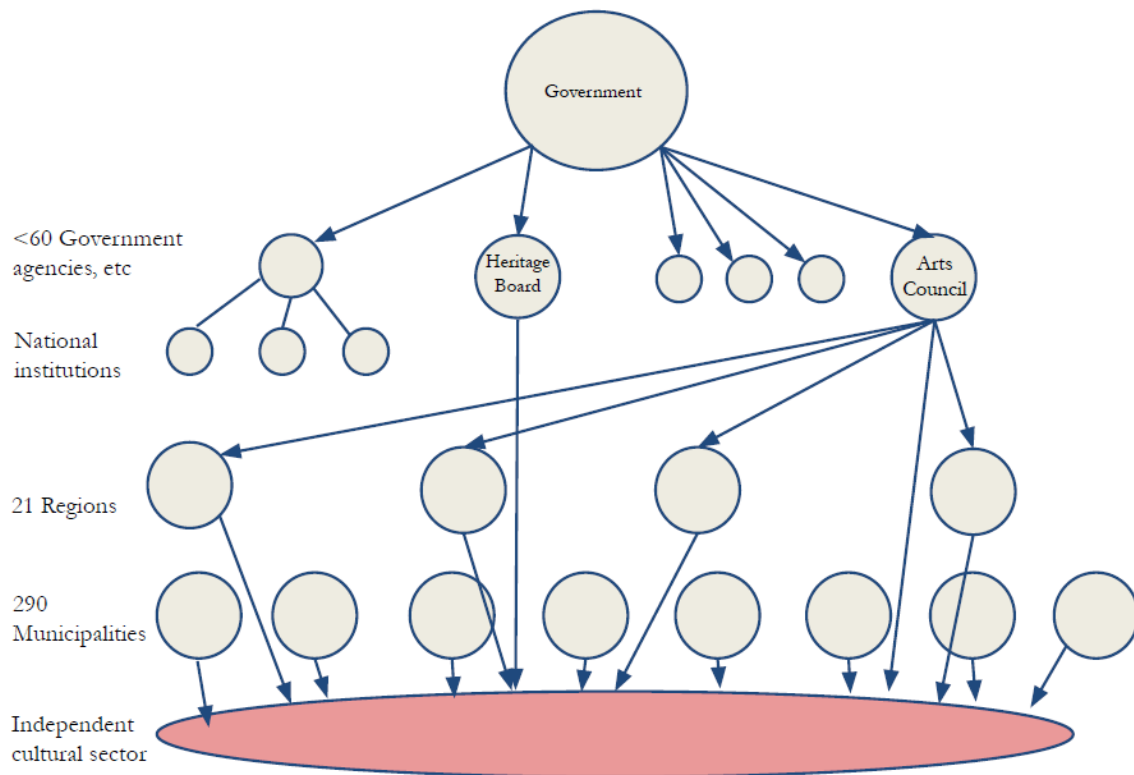 Government
<60 Government
agencies, etc
Heritage
Board
Arts
Council
National
institutions
21 Regions
290
Municipalities
Independent
cultural sector